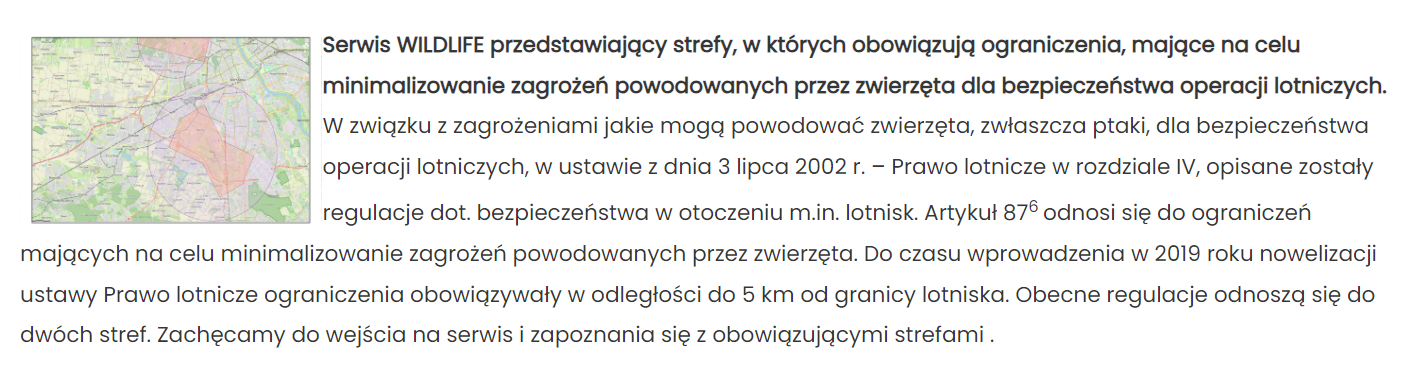 Serwis WILDLIFE przedstawiający strefy, w których obowiązują ograniczenia, mające na celu
minimalizowanie zagrożeń powodowanych przez zwierzęta dla bezpieczeństwa operacji lotniczych.
W związku z zagrożeniami jakie mogą powodować zwierzęta, zwłaszcza ptaki, dla bezpieczeństwa
operacji lotniczych, w ustawie z dnia 3 lipca 2002 r. – Prawo lotnicze w rozdziale IV, opisane zostały
regulacje dot. bezpieczeństwa w otoczeniu m.in. lotnisk. Artykuł 87⁶ odnosi się do ograniczeń
mających na celu minimalizowanie zagrożeń powodowanych przez zwierzęta. Do czasu wprowadzenia w 2019 roku nowelizacji
ustawy Prawo lotnicze ograniczenia obowiązywały w odległości do 5 km od granicy lotniska. Obecne regulacje odnoszą się do
dwóch stref. Zachęcamy do wejścia na serwis i zapoznania się z obowiązującymi strefami .